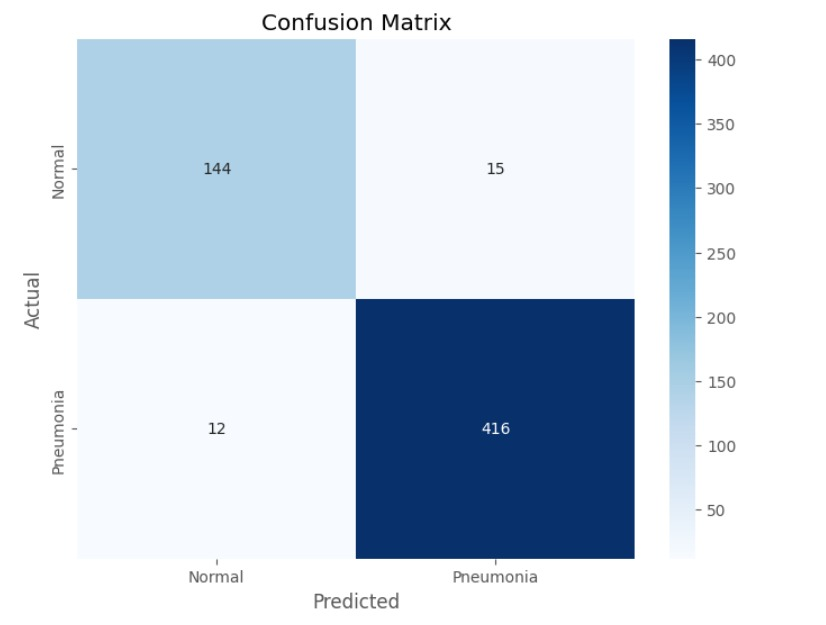 Confusion Matrix
400
350
300
250
200
150
100
50
Actual
Normal
Pneumonia
144
15
12
416
Normal
Pneumonia
Predicted